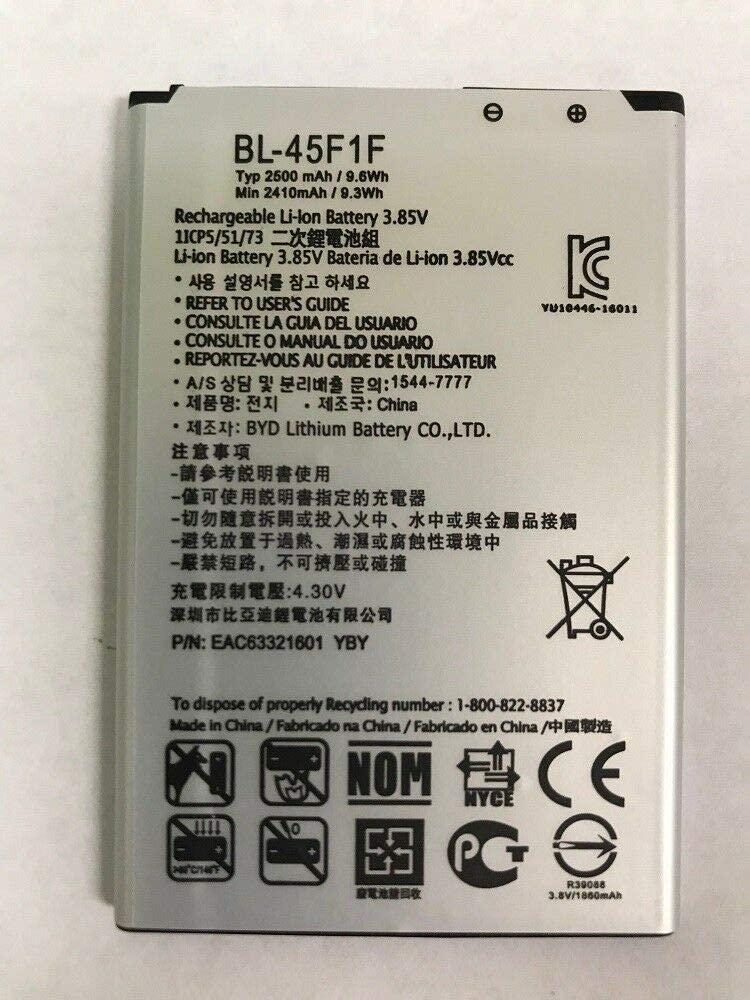 ⊖ ⊕
BL-45F1F
Typ 2500 mAh / 9.6Wh
Min 2410mAh / 9.3Wh
Rechargeable Li-Ion Battery 3.85V
1ICP5/51/73 二次鋰電池組
Li-ion Battery 3.85V Bateria de Li-ion 3.85Vcc
• 사용 설명서를 참고 하세요
• REFER TO USER'S GUIDE
• CONSULTE LA GUIA DEL USUARIO
• CONSULTE O MANUAL DO USUARIO
• REPORTEZ-VOUS AU GUIDE DE L'UTILISATEUR
• A/S 상담 및 분리배출 문의:1544-7777
• 제품명: 전지 • 제조국: China
• 제조자: BYD Lithium Battery CO.,LTD.
YU10446-16011
注意事項
-請參考説明書使用
-僅可使用説明書指定的充電器
-切勿隨意拆開或投入火中、水中或與金屬品接觸
-避免放置于過熱、潮濕或腐蝕性環境中
-嚴禁短路，不可擠壓或碰撞
充電限制電壓:4.30V
深圳市比亞迪鋰電池有限公司
P/N: EAC63321601 YBY
To dispose of properly Recycling number : 1-800-822-8837
Made in China / Fabricado na China / Fabricado en China /中國製造
NOM
NYCE
CE
>60°C/140°F
廢電池請回收
PCT
R39088
3.8V/1860mAh